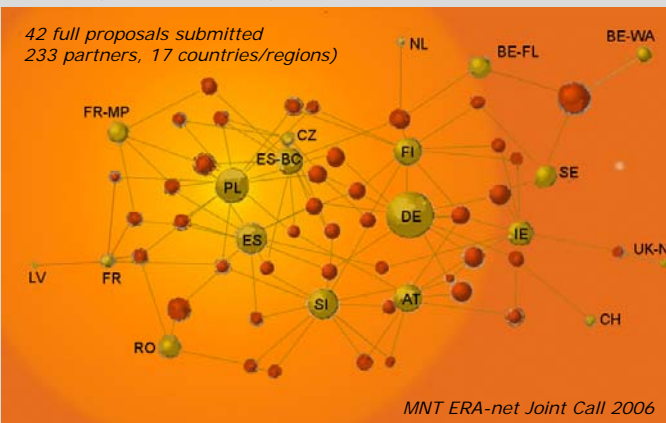 42 full proposals submitted
233 partners, 17 countries/regions)
NL
BE-FL
BE-WA
FR-MP
CZ
ES-BC
FI
PL
SE
DE
ES
IE
UK-N
LV
FR
SI
AT
CH
RO
MNT ERA-net Joint Call 2006